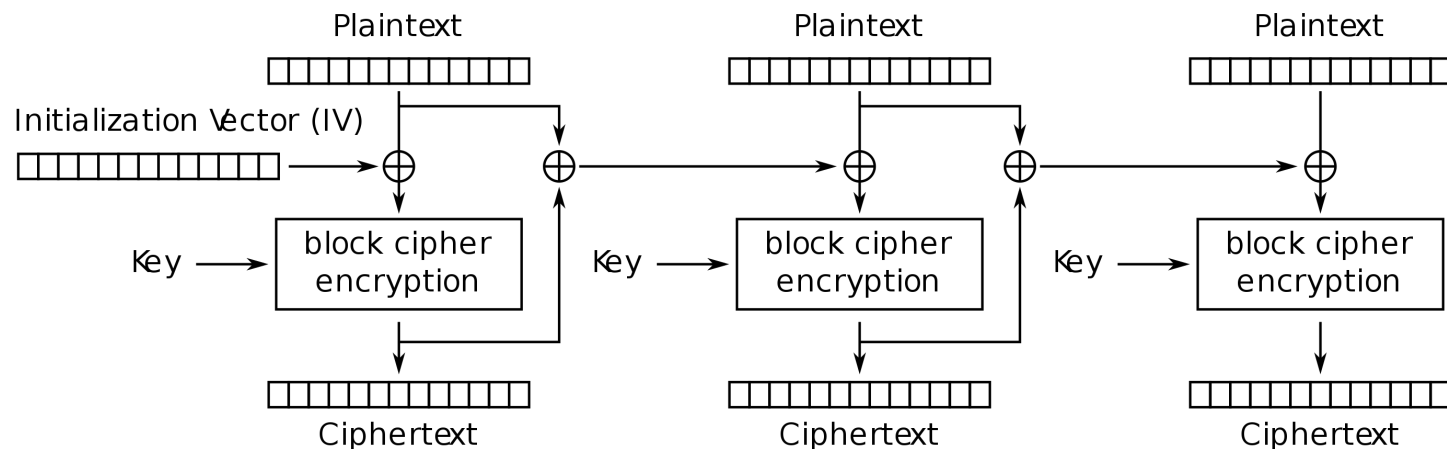 Plaintext
Plaintext
Plaintext
Initialization Vector (IV)
Key
block cipher
encryption
Key
block cipher
encryption
Key
block cipher
encryption
Ciphertext
Ciphertext
Ciphertext